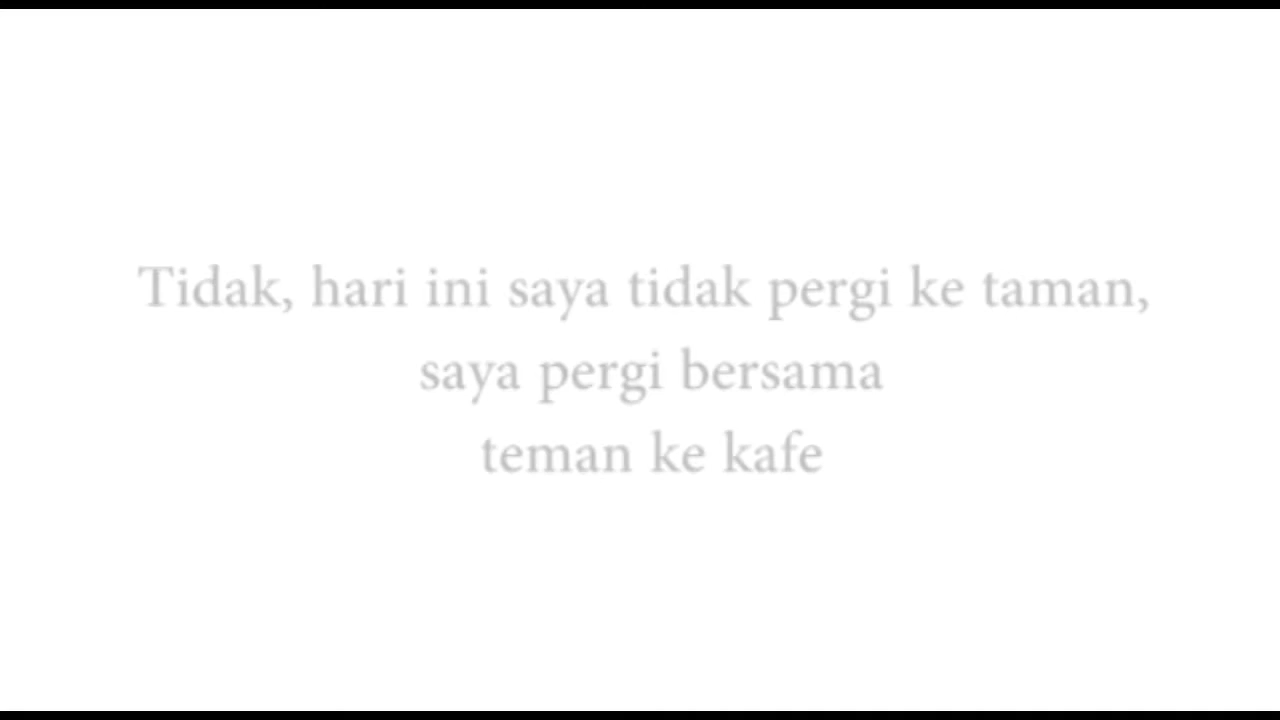 Tidak, hari ini saya tidak pergi ke taman,
saya pergi bersama
teman ke kafe